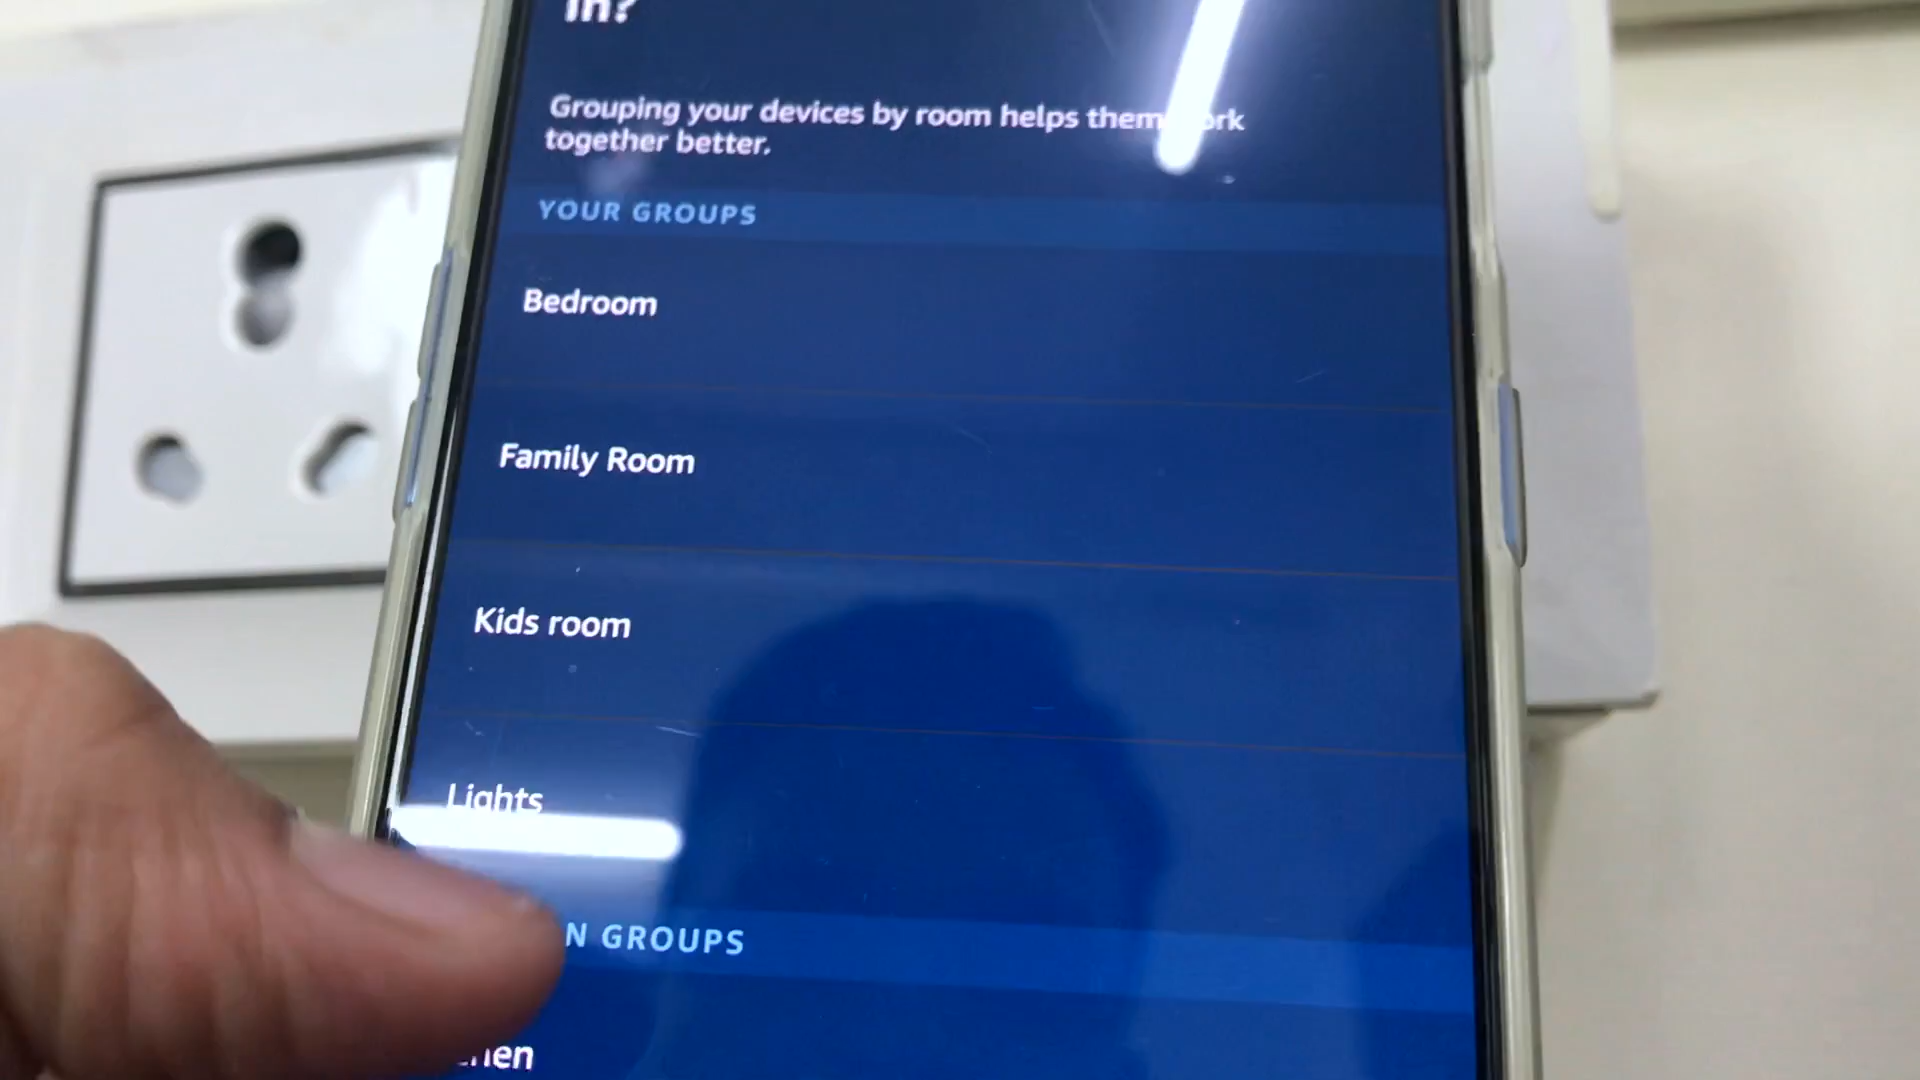 in?
Grouping your devices by room helps them
together better.
YOUR GROUPS
Bedroom
Family Room
Kids room
Lights
GROUPS